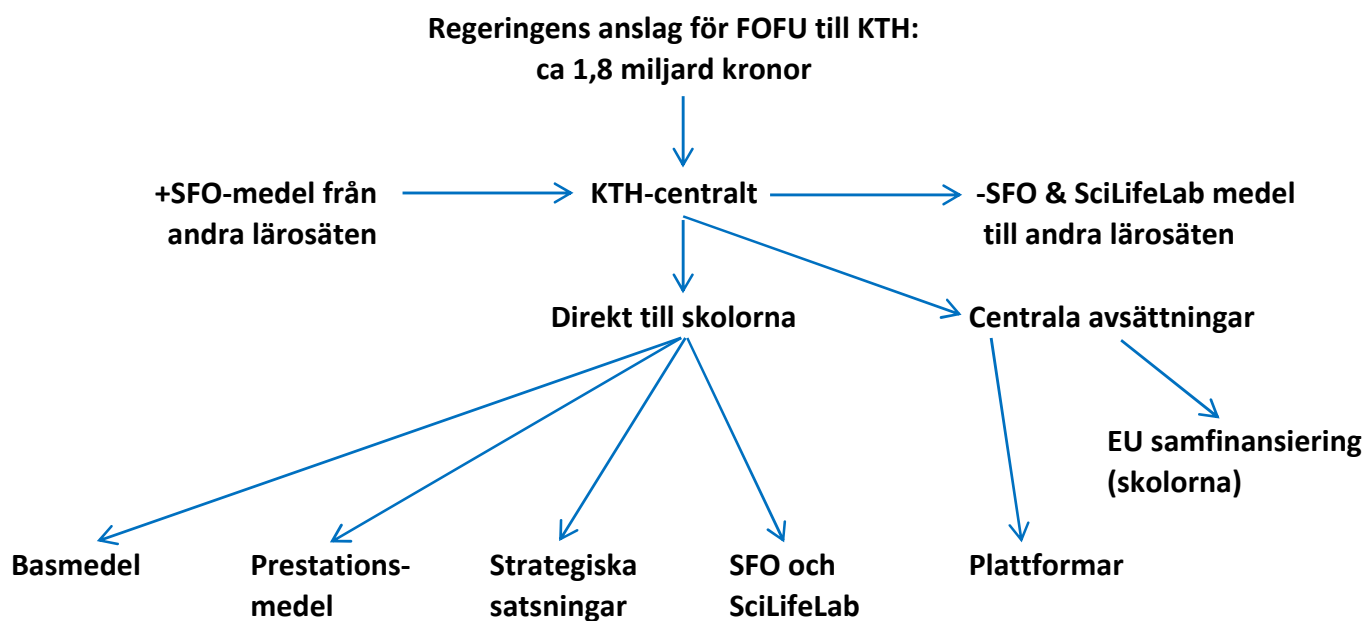 Regeringens anslag för FOFU till KTH:
ca 1,8 miljard kronor
+SFO-medel från
andra lärosäten
KTH-centralt
-SFO & SciLifeLab medel
till andra lärosäten
Direkt till skolorna
Centrala avsättningar
EU samfinansiering
(skolorna)
Basmedel
Prestations-
medel
Strategiska
satsningar
SFO och
SciLifeLab
Plattformar